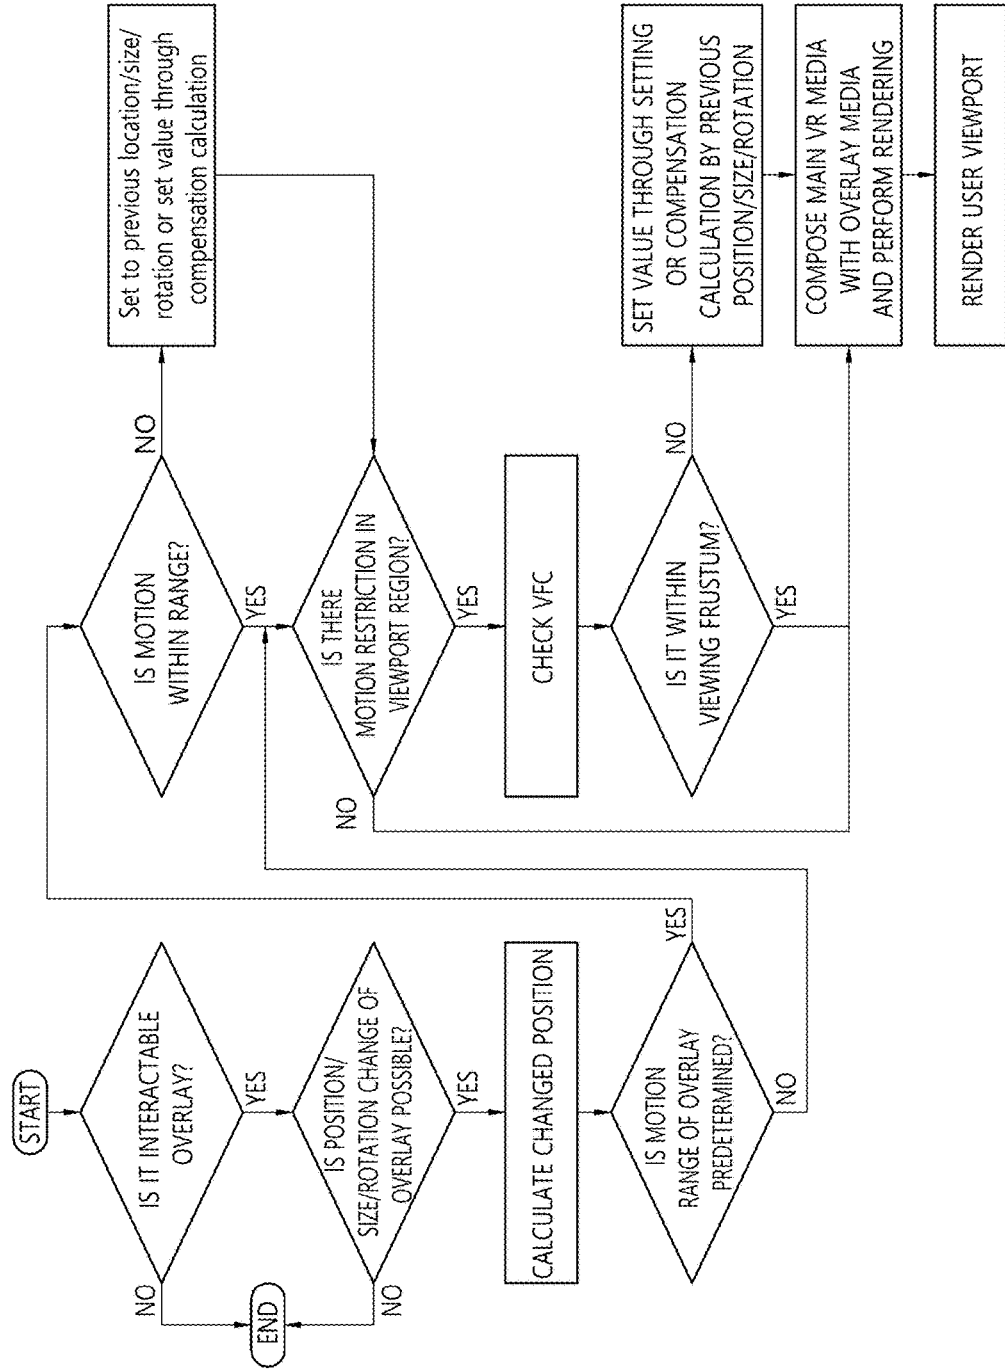 START
IS IT INTERACTABLE
OVERLAY?
NO
YES
END
IS POSITION/
SIZE/ROTATION CHANGE OF
OVERLAY POSSIBLE?
NO
YES
CALCULATE CHANGED POSITION
IS MOTION
RANGE OF OVERLAY
PREDETERMINED?
YES
NO
IS MOTION
WITHIN RANGE?
NO
YES
Set to previous location/size/
rotation or set value through
compensation calculation
IS THERE
MOTION RESTRICTION IN
VIEWPORT REGION?
NO
YES
CHECK VFC
IS IT WITHIN
VIEWING FRUSTUM?
NO
YES
SET VALUE THROUGH SETTING
OR COMPENSATION
CALCULATION BY PREVIOUS
POSITION/SIZE/ROTATION
COMPOSE MAIN VR MEDIA
WITH OVERLAY MEDIA
AND PERFORM RENDERING
RENDER USER VIEWPORT